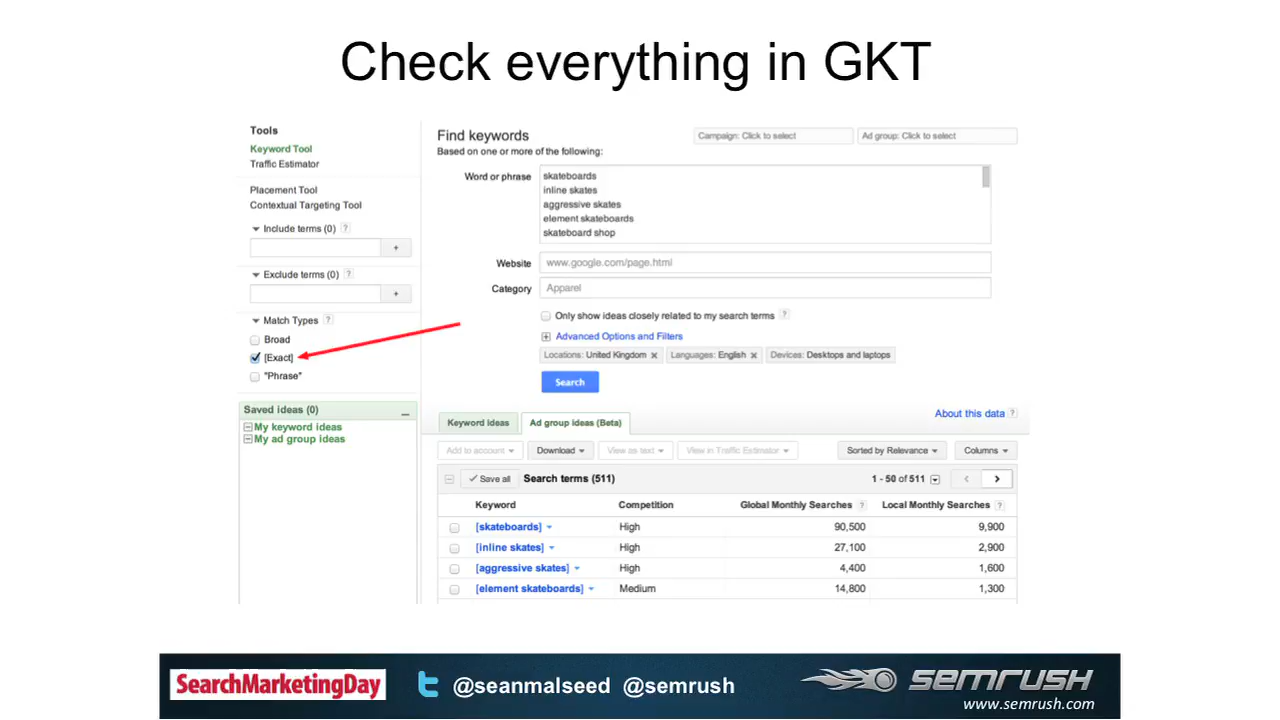 Check everything in GKT
Tools
Keyword Tool
Traffic Estimator
Placement Tool
Contextual Targeting Tool
Include terms (0) ?
+
Exclude terms (0) ?
+
Match Types ?
Broad
[Exact]
"Phrase"
Saved ideas (0)
My keyword ideas
My ad group ideas
Find keywords
Campaign: Click to select
Ad group: Click to select
Based on one or more of the following:
Word or phrase
skateboards
inline skates
aggressive skates
element skateboards
skateboard shop
Website www.google.com/page.html
Category Apparel
Only show ideas closely related to my search terms ?
Advanced Options and Filters
Locations: United Kingdom × Languages: English × Devices: Desktops and laptops
Search
About this data ?
Keyword ideas Ad group ideas (Beta)
Add to account Download View as text View in Traffic Estimator Sorted by Relevance Columns
Save all Search terms (511) 1 - 50 of 511
Keyword Competition Global Monthly Searches ? Local Monthly Searches ?
[skateboards] High 90,500 9,900
[inline skates] High 27,100 2,900
[aggressive skates] High 4,400 1,600
[element skateboards] Medium 14,800 1,300
SearchMarketingDay @seanmalseed @semrush SEMRUSH
www.semrush.com